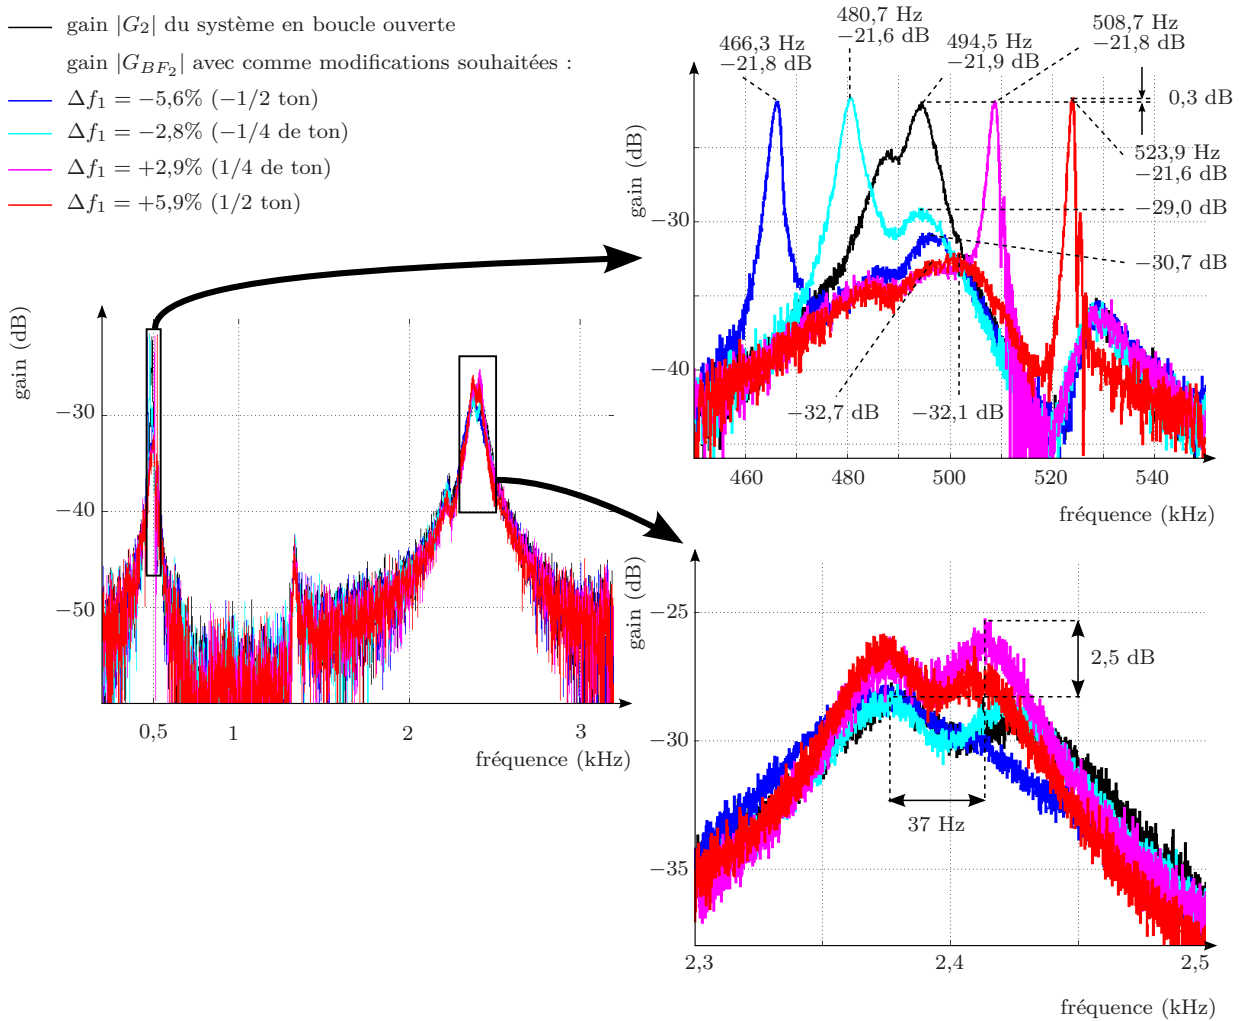 gain |G₂| du système en boucle ouverte
gain |G_BF₂| avec comme modifications souhaitées :
Δf₁ = −5,6% (−1/2 ton)
Δf₁ = −2,8% (−1/4 de ton)
Δf₁ = +2,9% (1/4 de ton)
Δf₁ = +5,9% (1/2 ton)
gain (dB)
−30
−40
−50
0,5
1
2
3
fréquence (kHz)
480,7 Hz
−21,6 dB
508,7 Hz
−21,8 dB
466,3 Hz
−21,8 dB
494,5 Hz
−21,9 dB
0,3 dB
523,9 Hz
−21,6 dB
−29,0 dB
−30,7 dB
−32,7 dB
−32,1 dB
gain (dB)
−30
−40
460
480
500
520
540
fréquence (kHz)
gain (dB)
−25
−30
−35
2,5 dB
37 Hz
2,3
2,4
2,5
fréquence (kHz)